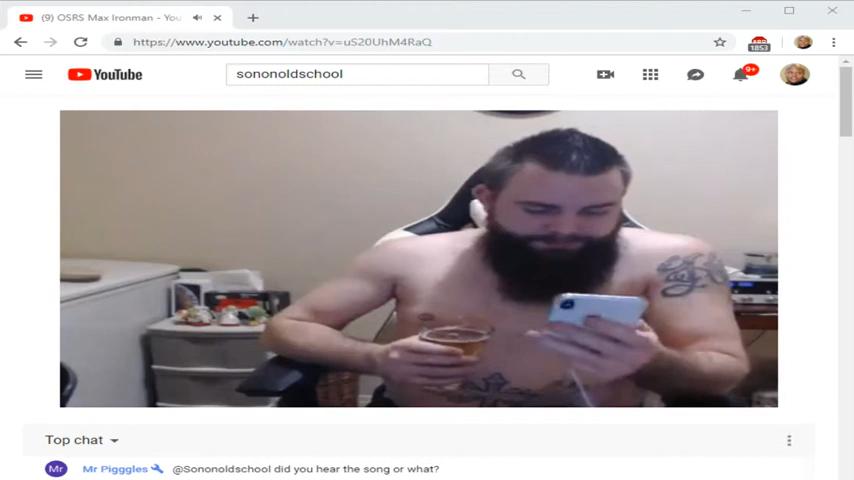 (9) OSRS Max Ironman - You
https://www.youtube.com/watch?v=uS20UhM4RaQ
1853
YouTube
sononoldschool
9+
Top chat
Mr
Mr Pigggles
@Sononoldschool did you hear the song or what?